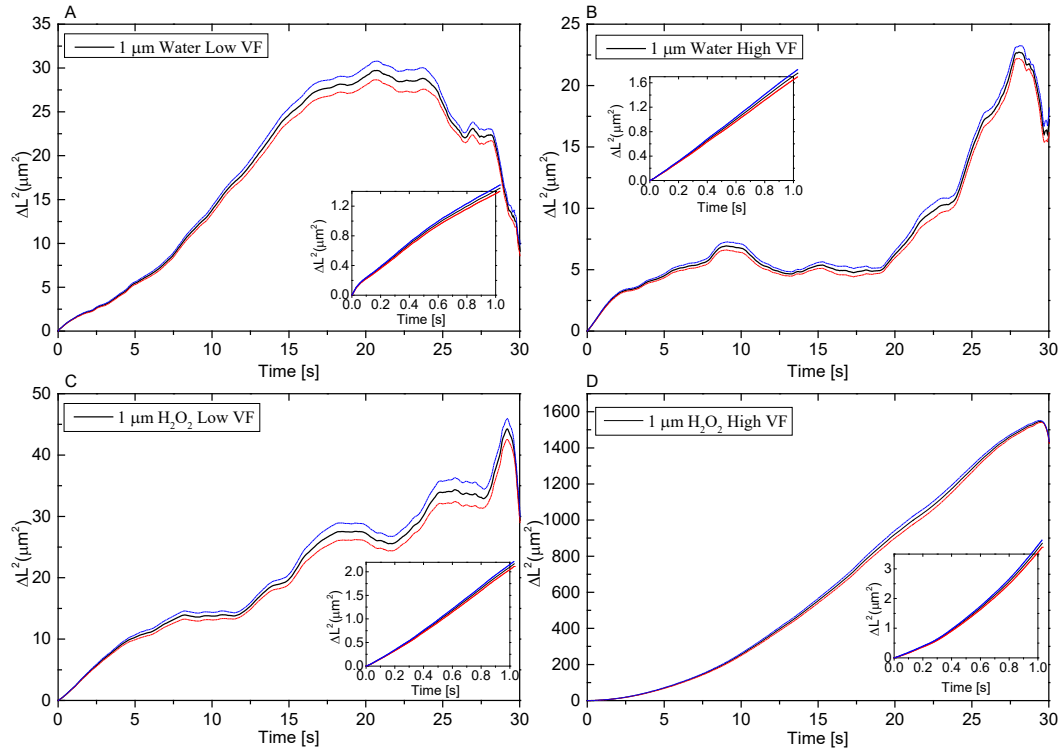 A
1 μm Water Low VF
ΔL²(μm²)
35
30
25
20
15
10
5
0
0 5 10 15 20 25 30
Time [s]
ΔL²(μm²)
1.2
0.8
0.4
0.0
0.0 0.2 0.4 0.6 0.8 1.0
Time [s]
B
1 μm Water High VF
ΔL²(μm²)
25
20
15
10
5
0
0 5 10 15 20 25 30
Time [s]
ΔL²(μm²)
1.6
1.2
0.8
0.4
0.0
0.0 0.2 0.4 0.6 0.8 1.0
Time [s]
C
1 μm H₂O₂ Low VF
ΔL²(μm²)
50
40
30
20
10
0
0 5 10 15 20 25 30
Time [s]
ΔL²(μm²)
2.0
1.5
1.0
0.5
0.0
0.0 0.2 0.4 0.6 0.8 1.0
Time [s]
D
1 μm H₂O₂ High VF
ΔL²(μm²)
1600
1400
1200
1000
800
600
400
200
0
0 5 10 15 20 25 30
Time [s]
ΔL²(μm²)
3
2
1
0
0.0 0.2 0.4 0.6 0.8 1.0
Time [s]